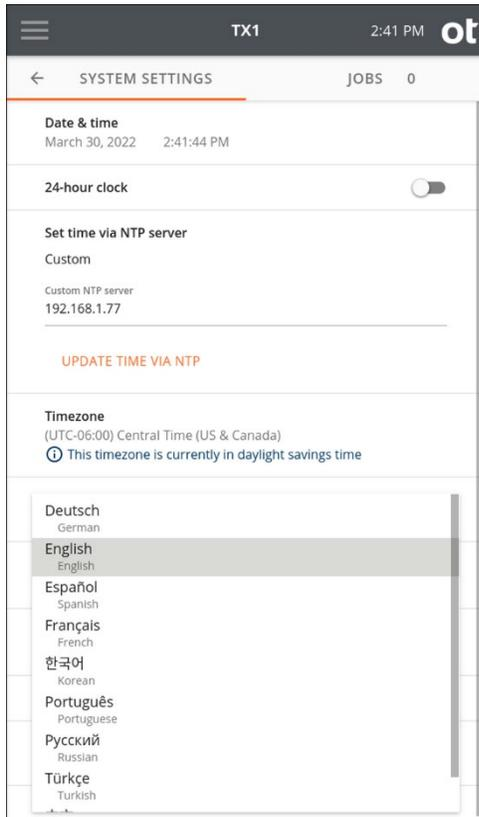 TX1 2:41 PM ot
SYSTEM SETTINGS JOBS 0
Date & time
March 30, 2022 2:41:44 PM
24-hour clock
Set time via NTP server
Custom
Custom NTP server
192.168.1.77
UPDATE TIME VIA NTP
Timezone
(UTC-06:00) Central Time (US & Canada)
This timezone is currently in daylight savings time
Deutsch
German
English
English
Español
Spanish
Français
French
한국어
Korean
Português
Portuguese
Русский
Russian
Türkçe
Turkish